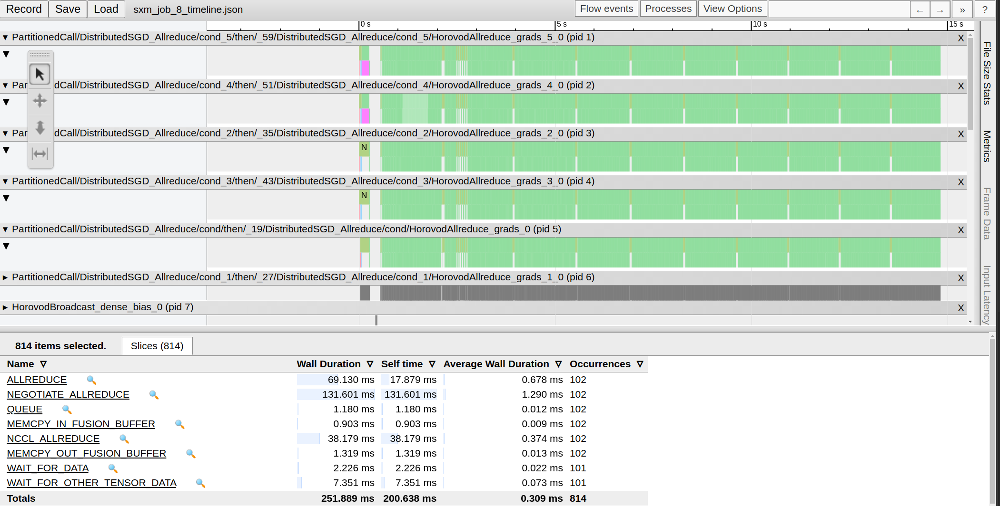 Record Save Load sxm_job_8_timeline.json Flow events Processes View Options ← → » ?
0 s 5 s 10 s 15 s
▼ PartitionedCall/DistributedSGD_Allreduce/cond_5/then/_59/DistributedSGD_Allreduce/cond_5/HorovodAllreduce_grads_5_0 (pid 1) X
▼ Par dCall/DistributedSGD_Allreduce/cond_4/then/_51/DistributedSGD_Allreduce/cond_4/HorovodAllreduce_grads_4_0 (pid 2) X
▼ Par dCall/DistributedSGD_Allreduce/cond_2/then/_35/DistributedSGD_Allreduce/cond_2/HorovodAllreduce_grads_2_0 (pid 3) X
N
▼ PartitionedCall/DistributedSGD_Allreduce/cond_3/then/_43/DistributedSGD_Allreduce/cond_3/HorovodAllreduce_grads_3_0 (pid 4) X
N
▼ PartitionedCall/DistributedSGD_Allreduce/cond/then/_19/DistributedSGD_Allreduce/cond/HorovodAllreduce_grads_0 (pid 5) X
► PartitionedCall/DistributedSGD_Allreduce/cond_1/then/_27/DistributedSGD_Allreduce/cond_1/HorovodAllreduce_grads_1_0 (pid 6) X
► HorovodBroadcast_dense_bias_0 (pid 7) X
File Size Stats
Metrics
Frame Data
Input Latency
814 items selected. Slices (814)
Name ▽ Wall Duration ▽ Self time ▽ Average Wall Duration ▽ Occurrences ▽
ALLREDUCE 69.130 ms 17.879 ms 0.678 ms 102
NEGOTIATE_ALLREDUCE 131.601 ms 131.601 ms 1.290 ms 102
QUEUE 1.180 ms 1.180 ms 0.012 ms 102
MEMCPY_IN_FUSION_BUFFER 0.903 ms 0.903 ms 0.009 ms 102
NCCL_ALLREDUCE 38.179 ms 38.179 ms 0.374 ms 102
MEMCPY_OUT_FUSION_BUFFER 1.319 ms 1.319 ms 0.013 ms 102
WAIT_FOR_DATA 2.226 ms 2.226 ms 0.022 ms 101
WAIT_FOR_OTHER_TENSOR_DATA 7.351 ms 7.351 ms 0.073 ms 101
Totals 251.889 ms 200.638 ms 0.309 ms 814